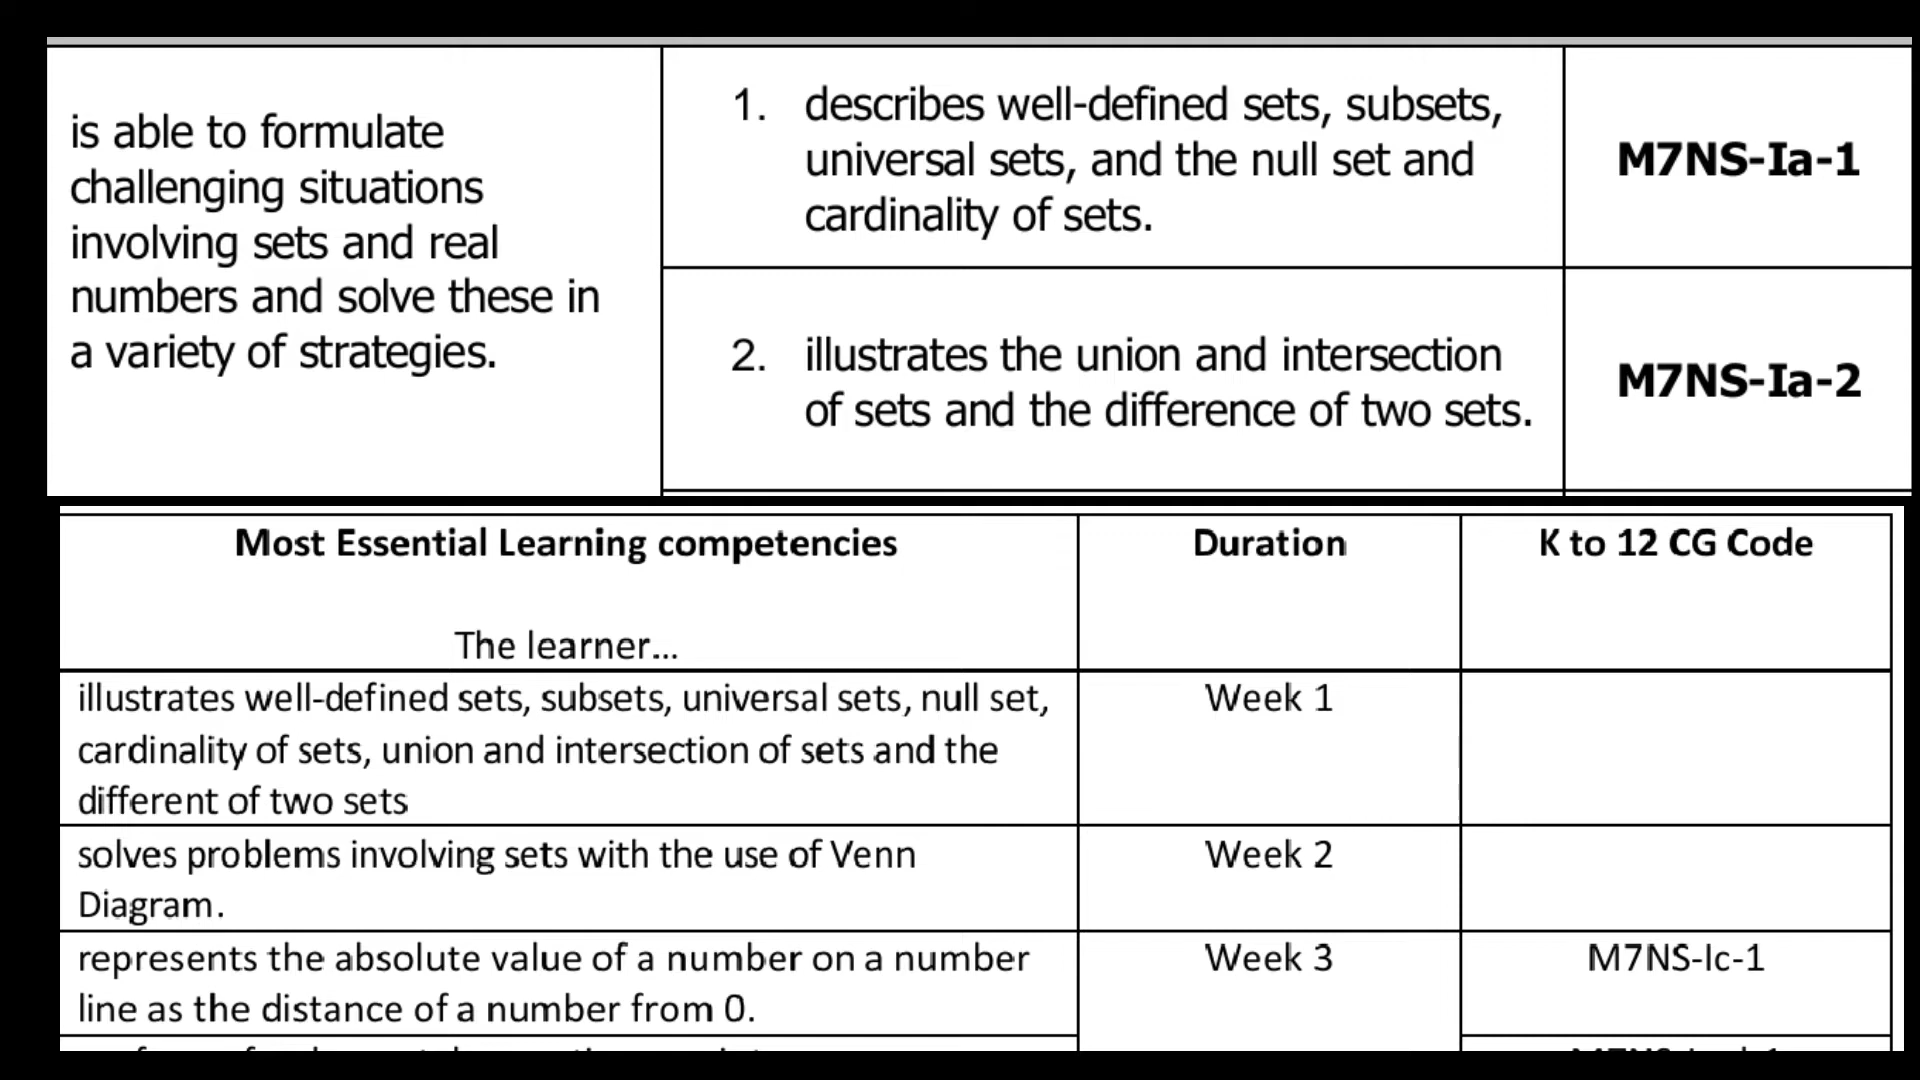 is able to formulate
challenging situations
involving sets and real
numbers and solve these in
a variety of strategies.
1. describes well-defined sets, subsets,
universal sets, and the null set and
cardinality of sets.
M7NS-Ia-1
2. illustrates the union and intersection
of sets and the difference of two sets.
M7NS-Ia-2
Most Essential Learning competencies
The learner...
Duration
K to 12 CG Code
illustrates well-defined sets, subsets, universal sets, null set,
cardinality of sets, union and intersection of sets and the
different of two sets
Week 1
solves problems involving sets with the use of Venn
Diagram.
Week 2
represents the absolute value of a number on a number
line as the distance of a number from 0.
Week 3
M7NS-Ic-1